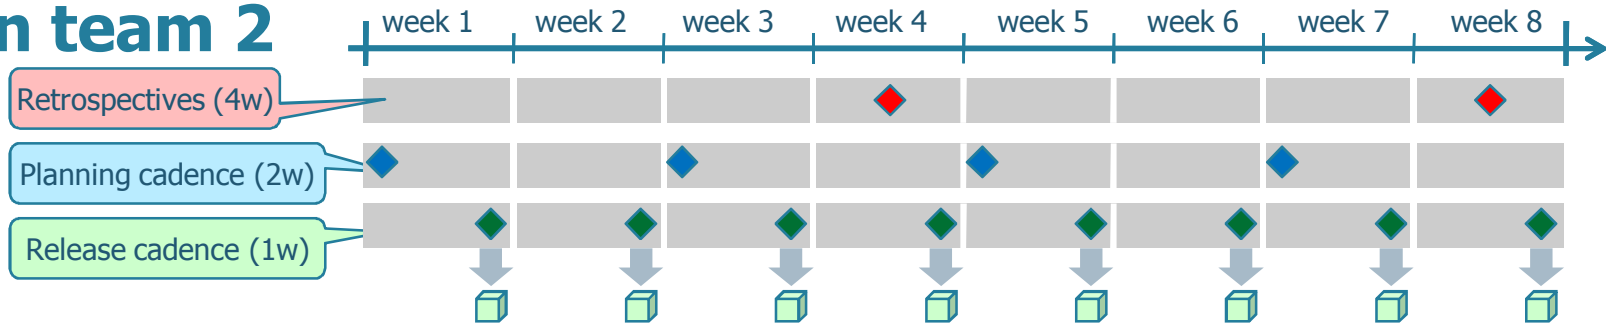 n team 2
week 1 week 2 week 3 week 4 week 5 week 6 week 7 week 8
Retrospectives (4w)
Planning cadence (2w)
Release cadence (1w)